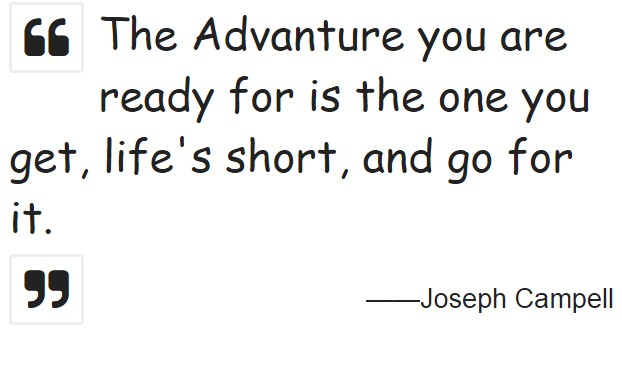 ❝ The Advanture you are
ready for is the one you
get, life's short, and go for
it.
❞ ——Joseph Campell